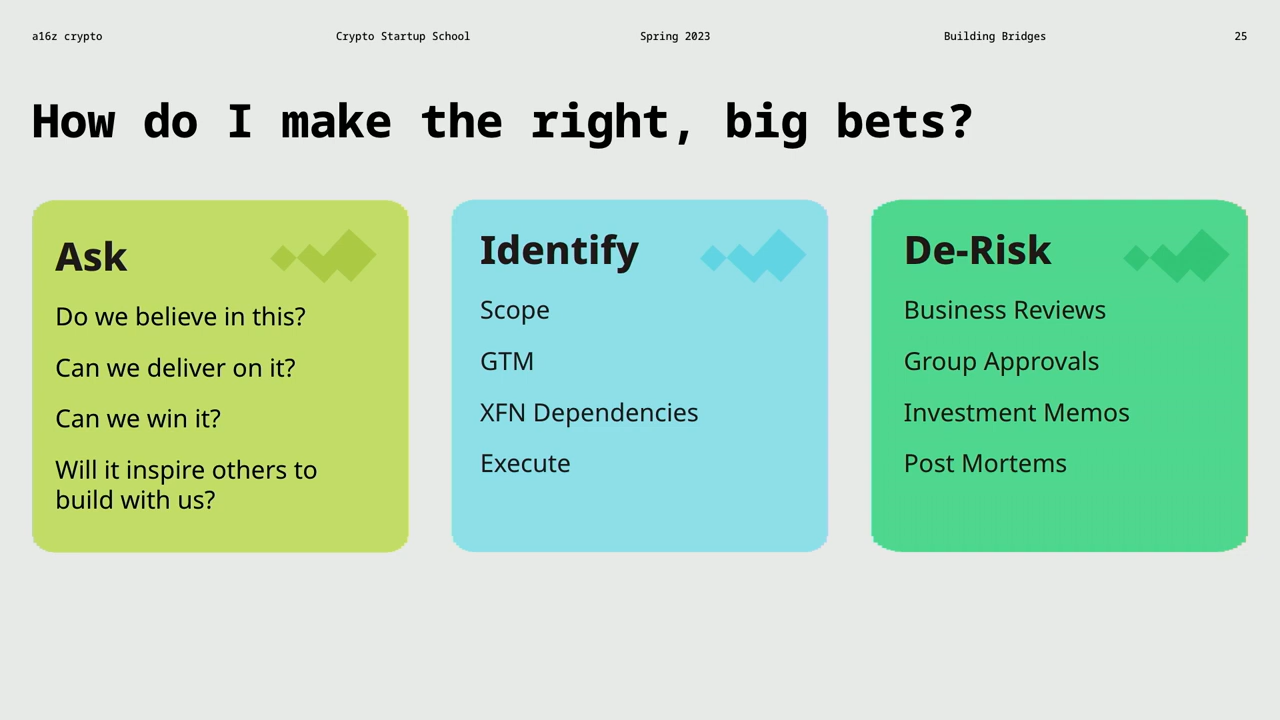 a16z crypto
Crypto Startup School
Spring 2023
Building Bridges
25
How do I make the right, big bets?
Ask
Do we believe in this?
Can we deliver on it?
Can we win it?
Will it inspire others to
build with us?
Identify
Scope
GTM
XFN Dependencies
Execute
De-Risk
Business Reviews
Group Approvals
Investment Memos
Post Mortems